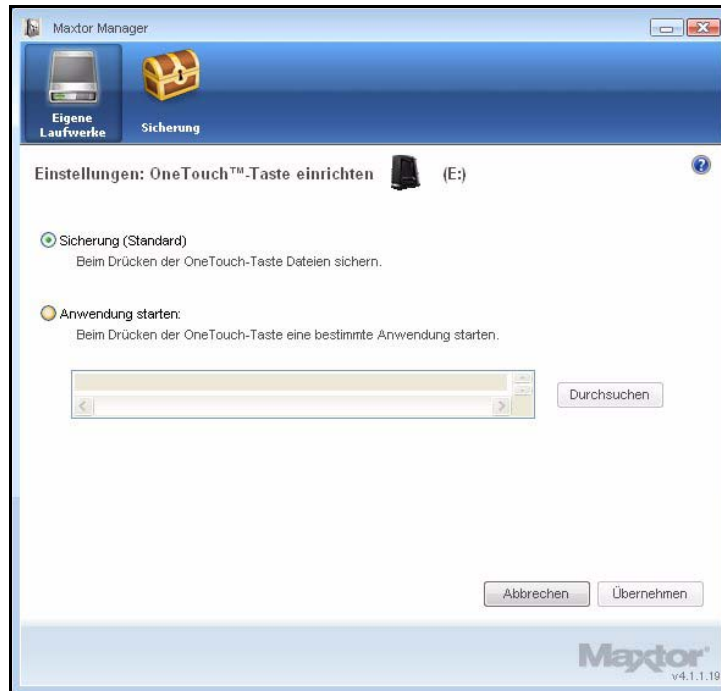 Maxtor Manager
Eigene
Laufwerke
Sicherung
Einstellungen: OneTouch™-Taste einrichten (E:)
Sicherung (Standard)
Beim Drücken der OneTouch-Taste Dateien sichern.
Anwendung starten:
Beim Drücken der OneTouch-Taste eine bestimmte Anwendung starten.
Durchsuchen
Abbrechen Übernehmen
Maxtor
v4.1.1.19